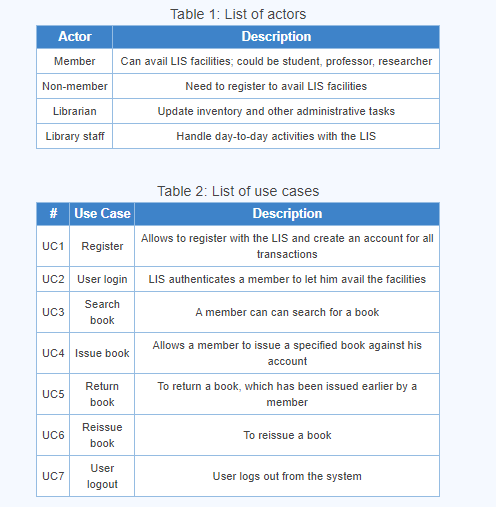 Table 1: List of actors
Actor Description
Member Can avail LIS facilities; could be student, professor, researcher
Non-member Need to register to avail LIS facilities
Librarian Update inventory and other administrative tasks
Library staff Handle day-to-day activities with the LIS
Table 2: List of use cases
# Use Case Description
UC1 Register Allows to register with the LIS and create an account for all
transactions
UC2 User login LIS authenticates a member to let him avail the facilities
UC3 Search
book A member can can search for a book
UC4 Issue book Allows a member to issue a specified book against his
account
UC5 Return
book To return a book, which has been issued earlier by a
member
UC6 Reissue
book To reissue a book
UC7 User
logout User logs out from the system